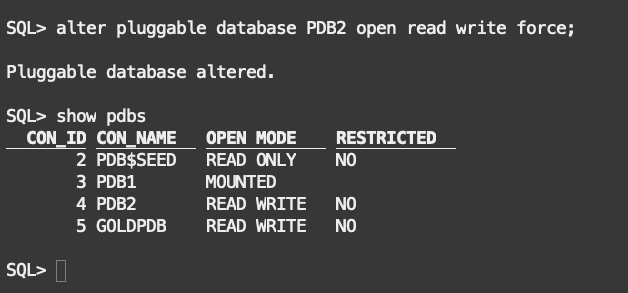 SQL> alter pluggable database PDB2 open read write force;
Pluggable database altered.
SQL> show pdbs
CON_ID CON_NAME OPEN MODE RESTRICTED
2 PDB$SEED READ ONLY NO
3 PDB1 MOUNTED
4 PDB2 READ WRITE NO
5 GOLDPDB READ WRITE NO
SQL>